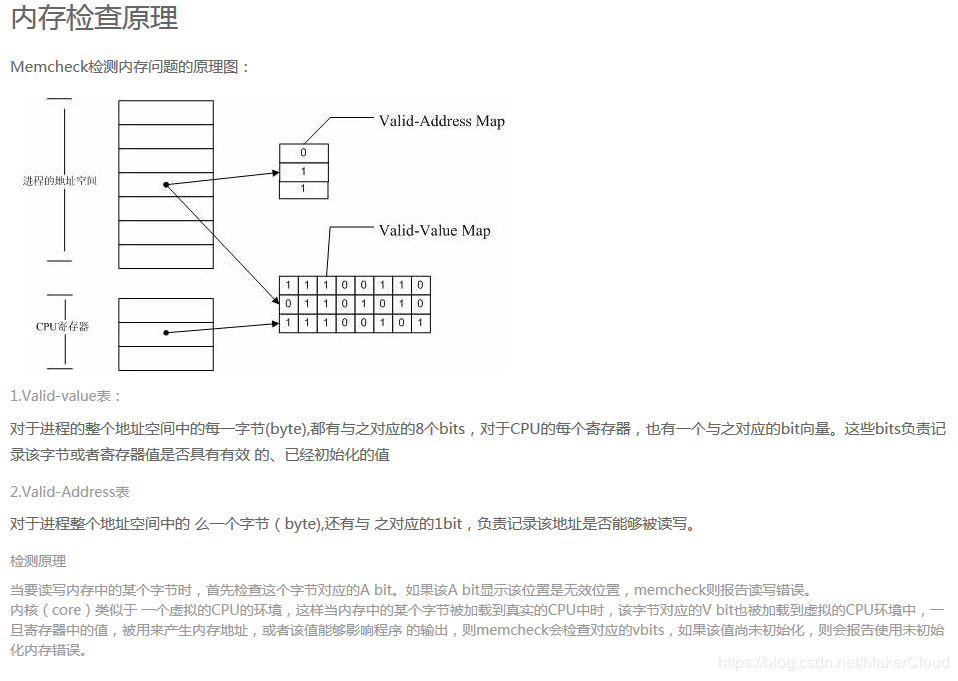 内存检查原理
Memcheck检测内存问题的原理图：
Valid-Address Map
0
进程的地址空间
1
1
Valid-Value Map
1 1 1 0 0 1 1 0
0 1 1 0 1 0 1 0
CPU寄存器
1 1 1 0 0 1 0 1
1.Valid-value表：
对于进程的整个地址空间中的每一字节(byte),都有与之对应的8个bits，对于CPU的每个寄存器，也有一个与之对应的bit向量。这些bits负责记
录该字节或者寄存器值是否具有有效 的、已经初始化的值
2.Valid-Address表
对于进程整个地址空间中的 么一个字节（byte),还有与 之对应的1bit，负责记录该地址是否能够被读写。
检测原理
当要读写内存中的某个字节时，首先检查这个字节对应的A bit。如果该A bit显示该位置是无效位置，memcheck则报告读写错误。
内核（core）类似于 一个虚拟的CPU的环境，这样当内存中的某个字节被加载到真实的CPU中时，该字节对应的V bit也被加载到虚拟的CPU环境中，一
旦寄存器中的值，被用来产生内存地址，或者该值能够影响程序 的输出，则memcheck会检查对应的vbits，如果该值尚未初始化，则会报告使用未初始
化内存错误。
https://blog.csdn.net/MakerCloud